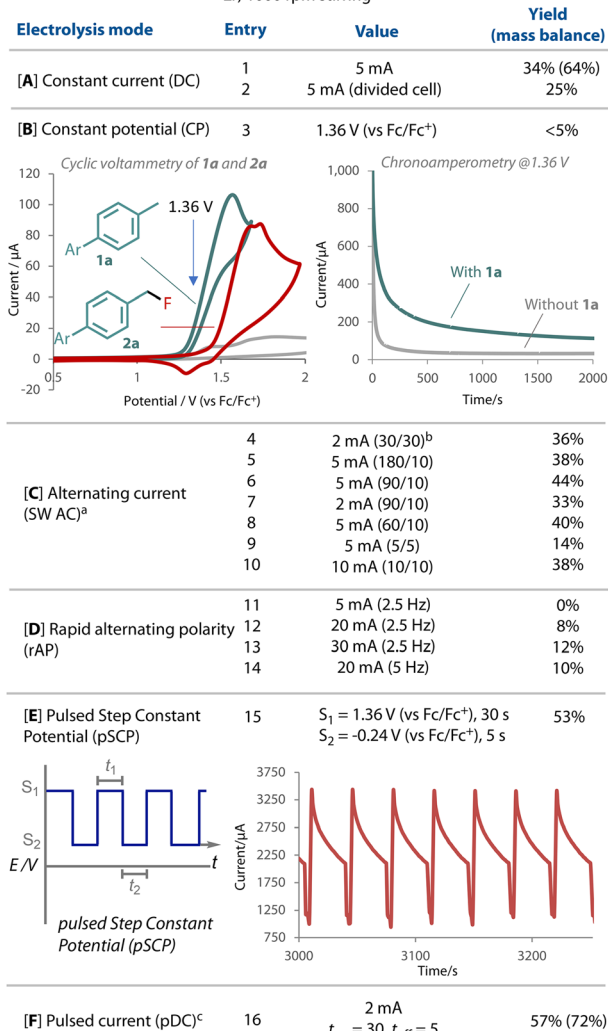 Electrolysis mode Entry Value Yield (mass balance)
[A] Constant current (DC)
1 5 mA 34% (64%)
2 5 mA (divided cell) 25%
[B] Constant potential (CP) 3 1.36 V (vs Fc/Fc+) <5%
Cyclic voltammetry of 1a and 2a
120
100
80
60
40
20
0
-20
Current / µA
1.36 V
Ar
1a
F
Ar
2a
0.5 1 1.5 2
Potential / V (vs Fc/Fc+)
Chronoamperometry @1.36 V
1,000
800
600
400
200
0
Current/µA
With 1a
Without 1a
0 500 1000 1500 2000
Time/s
[C] Alternating current
(SW AC)a
4 2 mA (30/30)b 36%
5 5 mA (180/10) 38%
6 5 mA (90/10) 44%
7 2 mA (90/10) 33%
8 5 mA (60/10) 40%
9 5 mA (5/5) 14%
10 10 mA (10/10) 38%
[D] Rapid alternating polarity
(rAP)
11 5 mA (2.5 Hz) 0%
12 20 mA (2.5 Hz) 8%
13 30 mA (2.5 Hz) 12%
14 20 mA (5 Hz) 10%
[E] Pulsed Step Constant
Potential (pSCP)
15 S1 = 1.36 V (vs Fc/Fc+), 30 s 53%
S2 = -0.24 V (vs Fc/Fc+), 5 s
t1
S1
S2
E /V
t
t2
pulsed Step Constant
Potential (pSCP)
3750
3250
2750
2250
1750
1250
750
Current/µA
3000 3100 3200
Time/s
[F] Pulsed current (pDC)c 16 2 mA 57% (72%)